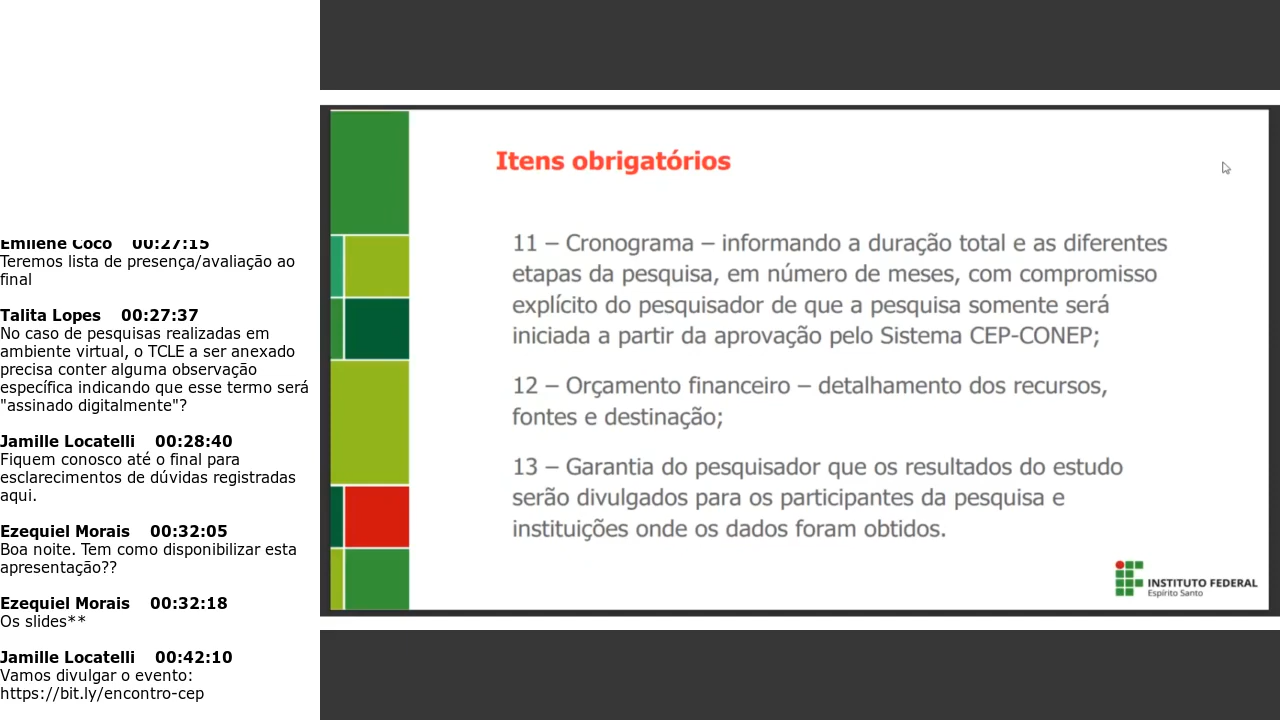 Emilene Coco 00:27:15
Teremos lista de presença/avaliação ao
final
Talita Lopes 00:27:37
No caso de pesquisas realizadas em
ambiente virtual, o TCLE a ser anexado
precisa conter alguma observação
específica indicando que esse termo será
"assinado digitalmente"?
Jamille Locatelli 00:28:40
Fiquem conosco até o final para
esclarecimentos de dúvidas registradas
aqui.
Ezequiel Morais 00:32:05
Boa noite. Tem como disponibilizar esta
apresentação??
Ezequiel Morais 00:32:18
Os slides**
Jamille Locatelli 00:42:10
Vamos divulgar o evento:
https://bit.ly/encontro-cep
Itens obrigatórios
11 – Cronograma – informando a duração total e as diferentes
etapas da pesquisa, em número de meses, com compromisso
explícito do pesquisador de que a pesquisa somente será
iniciada a partir da aprovação pelo Sistema CEP-CONEP;
12 – Orçamento financeiro – detalhamento dos recursos,
fontes e destinação;
13 – Garantia do pesquisador que os resultados do estudo
serão divulgados para os participantes da pesquisa e
instituições onde os dados foram obtidos.
INSTITUTO FEDERAL
Espírito Santo